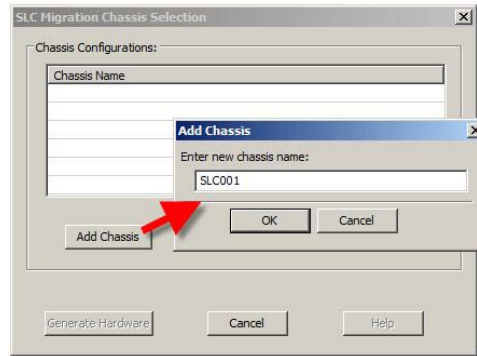 SLC Migration Chassis Selection
Chassis Configurations:
Chassis Name
Add Chassis
Enter new chassis name:
SLC001
OK Cancel
Add Chassis
Generate Hardware Cancel Help